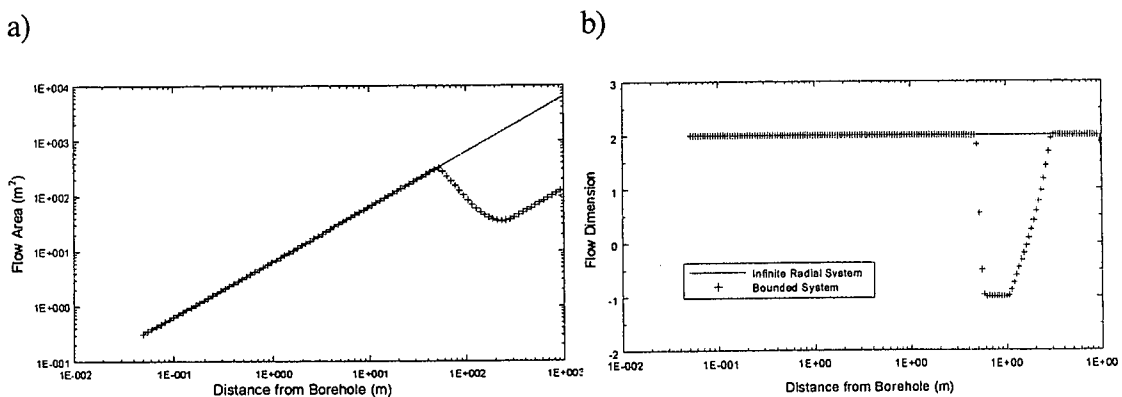 a)
1E+004
1E+003
1E+002
1E+001
1E+000
1E-001
Flow Area (m²)
1E-002 1E-001 1E+000 1E+001 1E+002 1E+003
Distance from Borehole (m)
b)
3
2
1
0
-1
-2
Flow Dimension
Infinite Radial System
+ Bounded System
1E-002 1E+00 1E+00 1E+00 1E+00
Distance from Borehole (m)